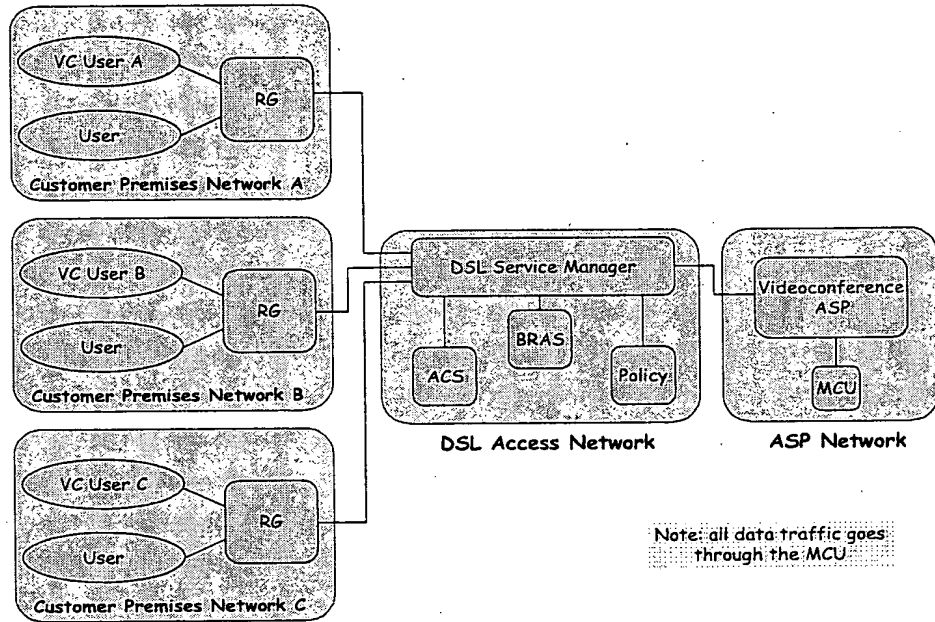 VC User A
RG
User
Customer Premises Network A
VC User B
RG
User
Customer Premises Network B
VC User C
RG
User
Customer Premises Network C
DSL Service Manager
ACS
BRAS
Policy
DSL Access Network
Videoconference
ASP
MCU
ASP Network
Note: all data traffic goes
through the MCU